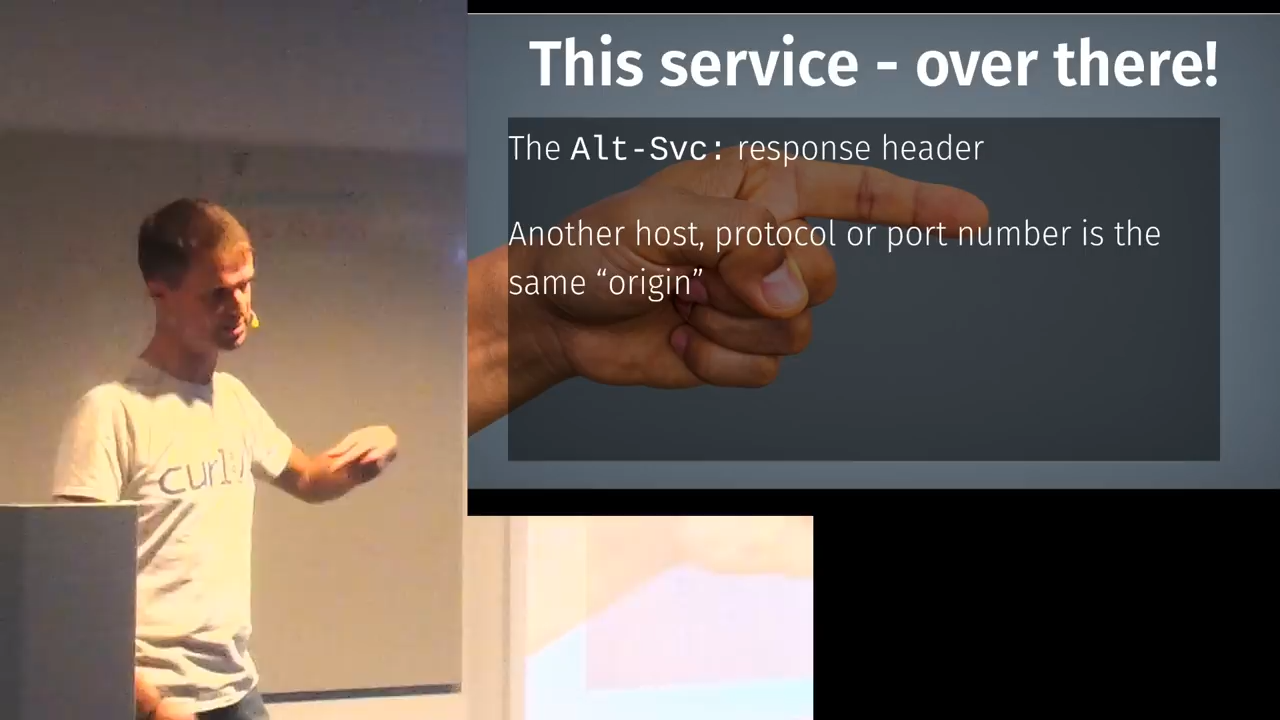 This service - over there!
The Alt-Svc: response header
Another host, protocol or port number is the
same “origin”
curl